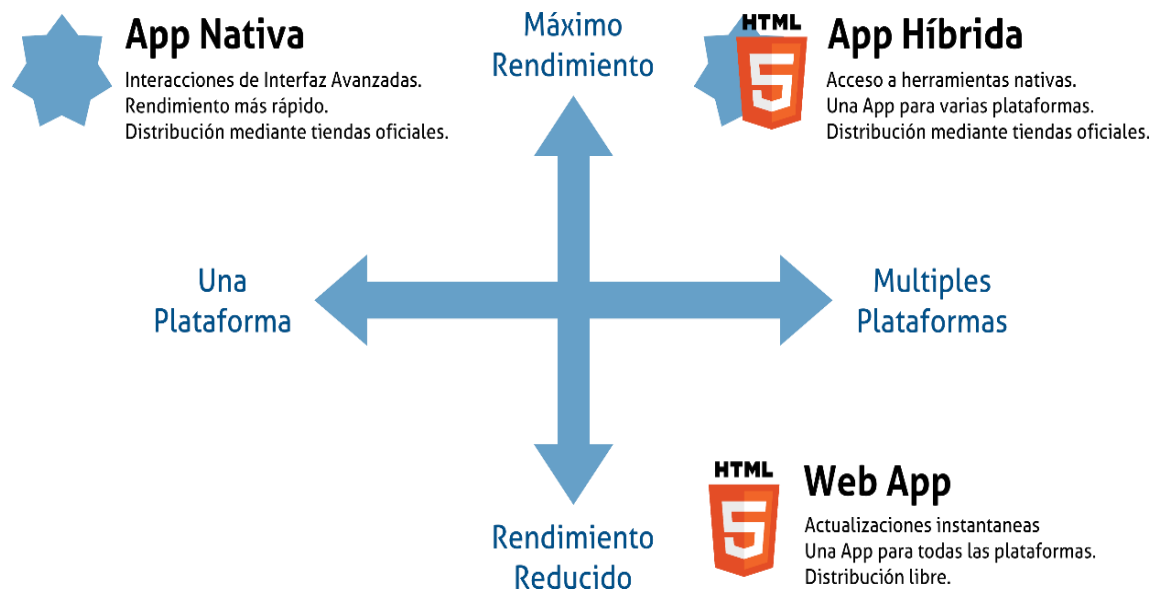 App Nativa
Interacciones de Interfaz Avanzadas.
Rendimiento más rápido.
Distribución mediante tiendas oficiales.
Máximo
Rendimiento
HTML
5
App Híbrida
Acceso a herramientas nativas.
Una App para varias plataformas.
Distribución mediante tiendas oficiales.
Una
Plataforma
Multiples
Plataformas
Rendimiento
Reducido
HTML
5
Web App
Actualizaciones instantaneas
Una App para todas las plataformas.
Distribución libre.